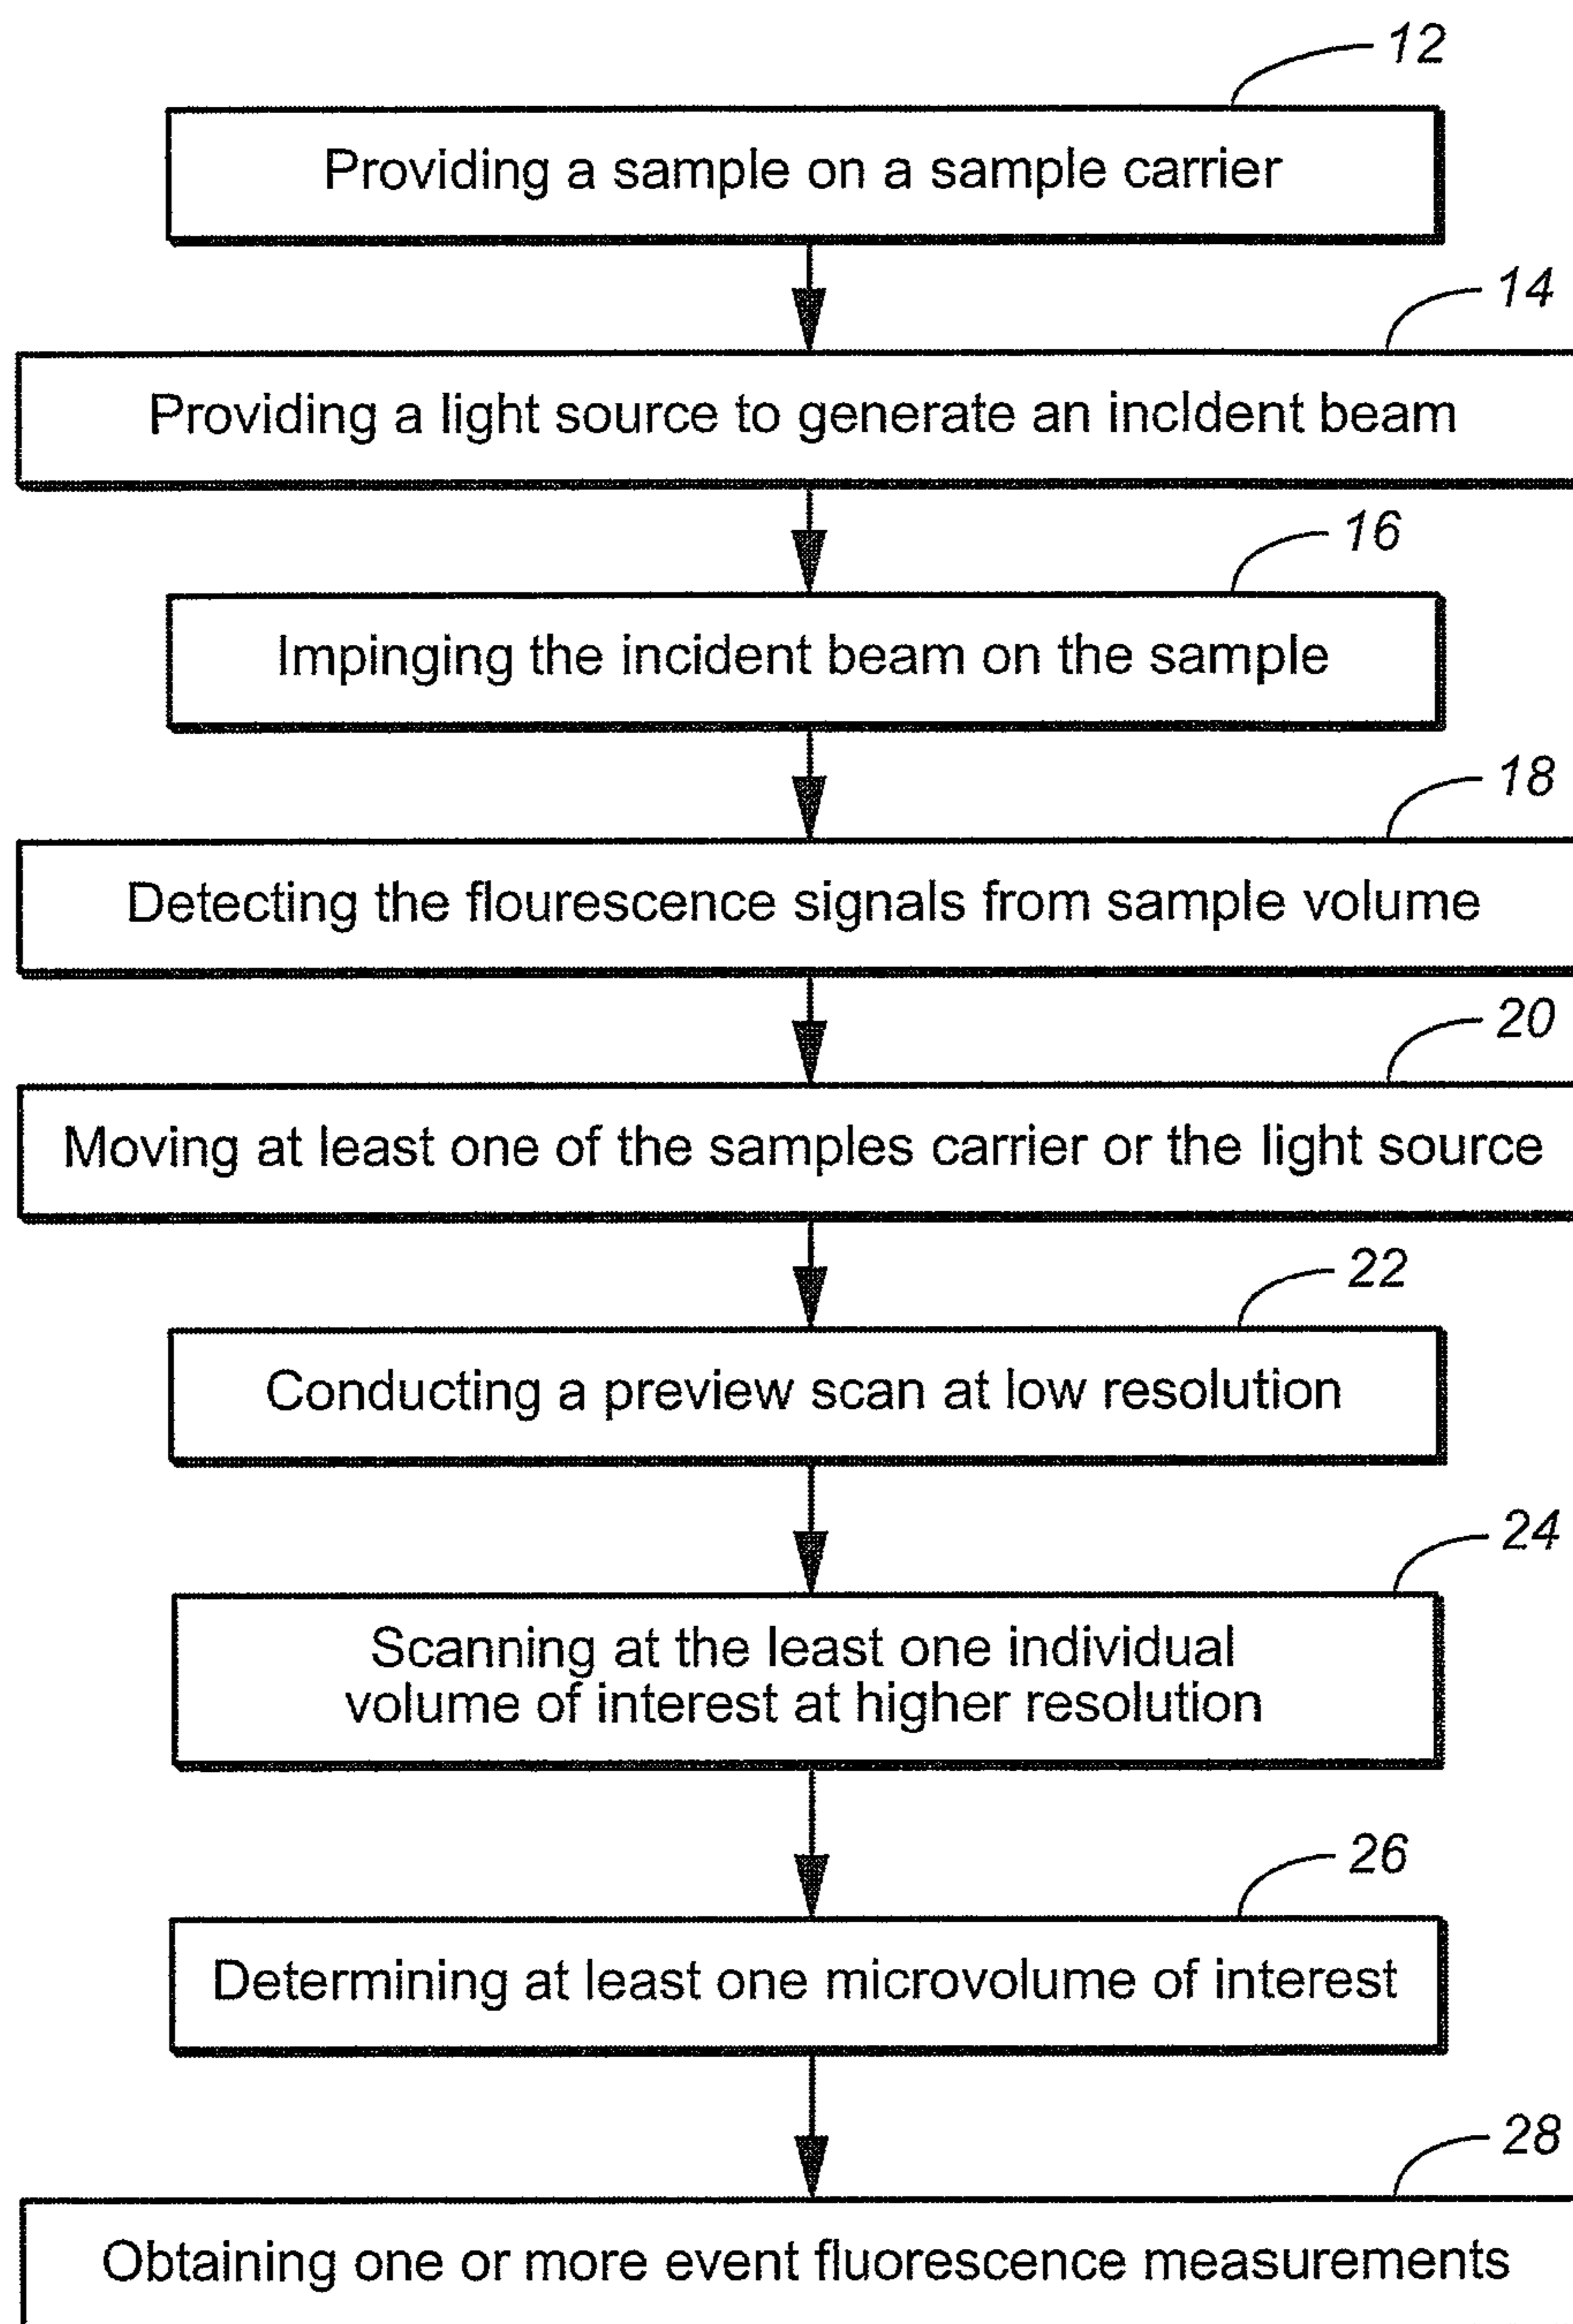 12
Providing a sample on a sample carrier
14
Providing a light source to generate an incIdent beam
16
Impinging the incident beam on the sample
18
Detecting the flourescence signals from sample volume
20
Moving at least one of the samples carrier or the light source
22
Conducting a preview scan at low resolution
24
Scanning at the least one individual
volume of interest at higher resolution
26
Determining at least one microvolume of interest
28
Obtaining one or more event fluorescence measurements